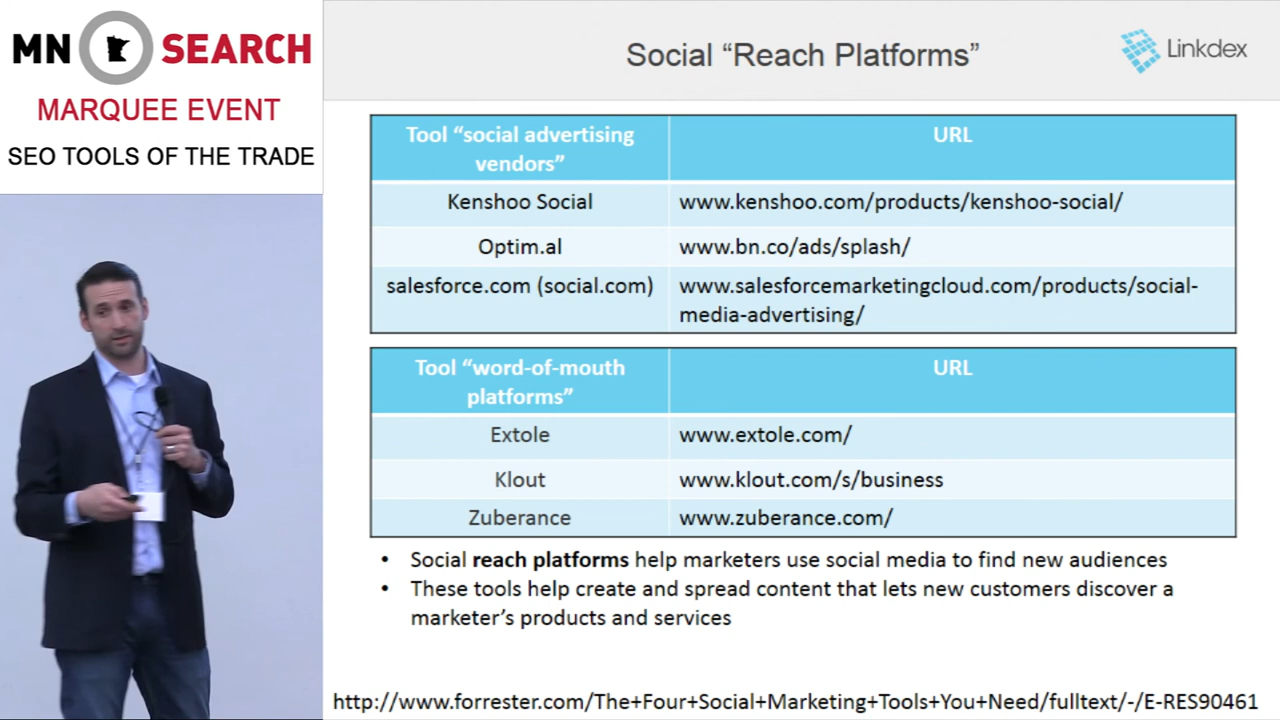 MN SEARCH
MARQUEE EVENT
SEO TOOLS OF THE TRADE
Social “Reach Platforms”
Linkdex
Tool “social advertising
vendors”
URL
Kenshoo Social
www.kenshoo.com/products/kenshoo-social/
Optim.al
www.bn.co/ads/splash/
salesforce.com (social.com)
www.salesforcemarketingcloud.com/products/social-
media-advertising/
Tool “word-of-mouth
platforms”
URL
Extole
www.extole.com/
Klout
www.klout.com/s/business
Zuberance
www.zuberance.com/
• Social reach platforms help marketers use social media to find new audiences
• These tools help create and spread content that lets new customers discover a
marketer’s products and services
http://www.forrester.com/The+Four+Social+Marketing+Tools+You+Need/fulltext/-/E-RES90461